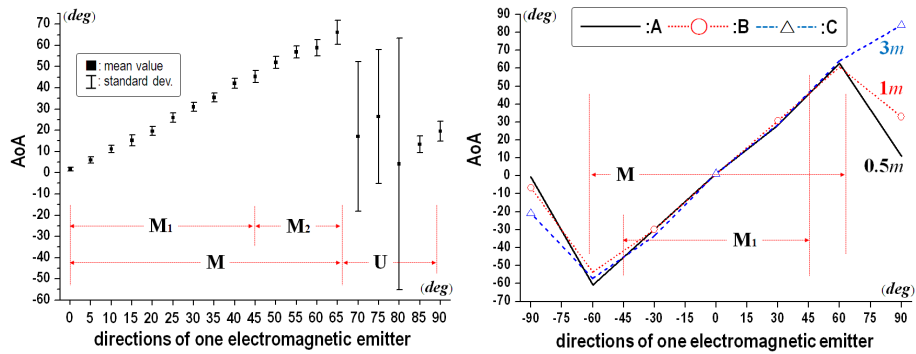 (deg)
70
60
50
40
30
20
10
0
-10
-20
-30
-40
-50
-60
AoA
: mean value
: standard dev.
M1
M2
M
U
(deg)
0 5 10 15 20 25 30 35 40 45 50 55 60 65 70 75 80 85 90
directions of one electromagnetic emitter
(deg)
90
80
70
60
50
40
30
20
10
0
-10
-20
-30
-40
-50
-60
-70
AoA
:A :B :C
3m
1m
0.5m
M
M1
(deg)
-90 -75 -60 -45 -30 -15 0 15 30 45 60 75 90
directions of one electromagnetic emitter